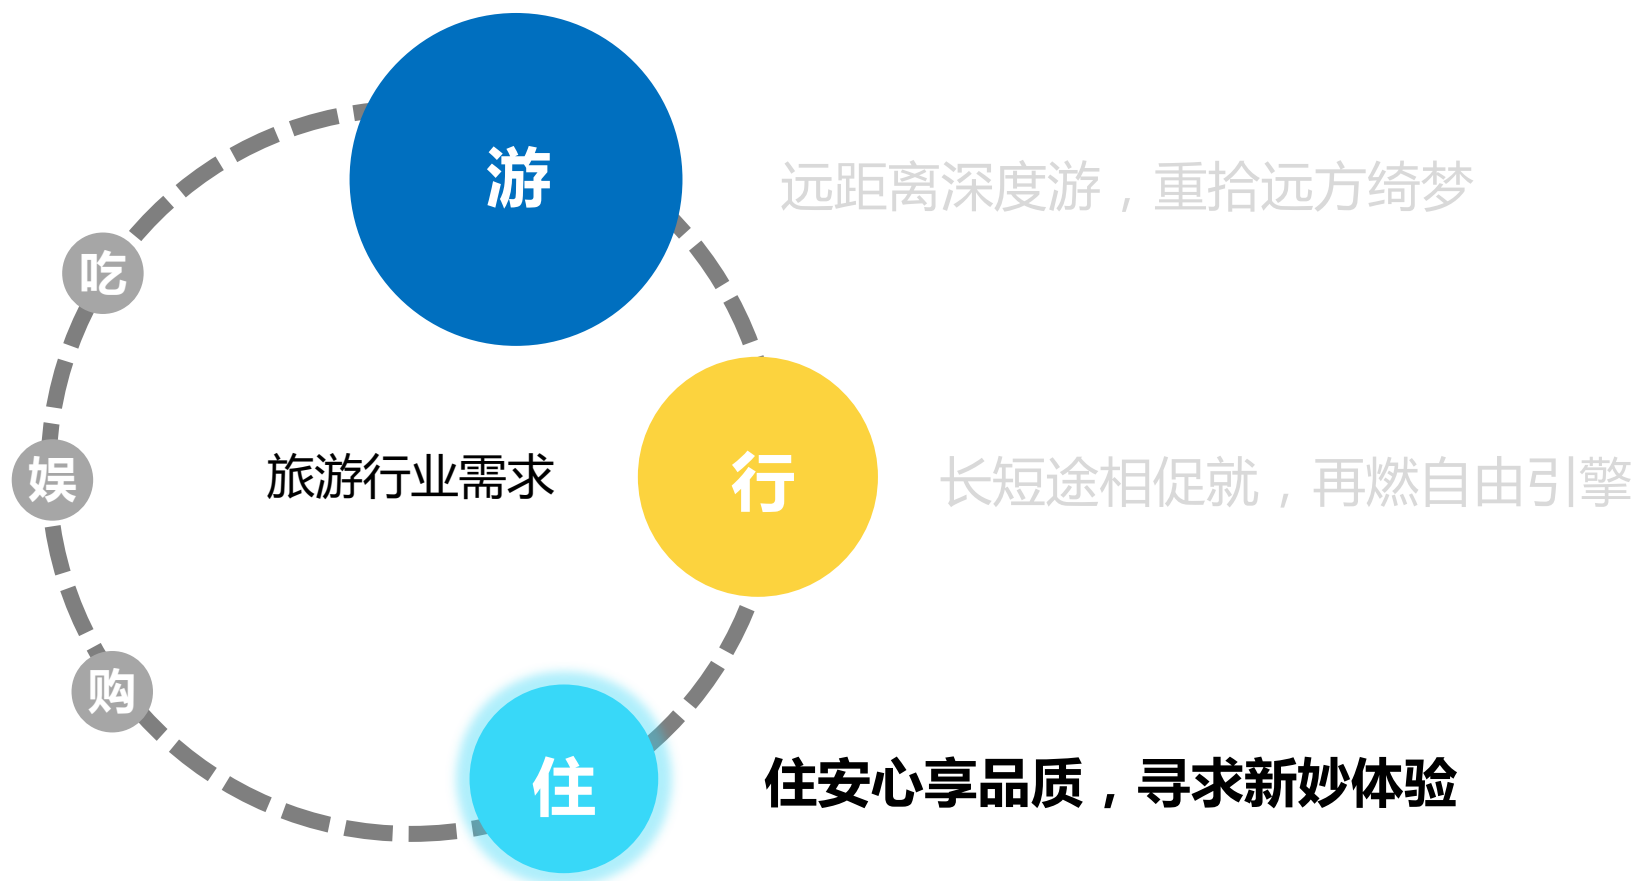 游
远距离深度游，重拾远方绮梦
吃
旅游行业需求
行
长短途相促就，再燃自由引擎
娱
购
住
住安心享品质，寻求新妙体验